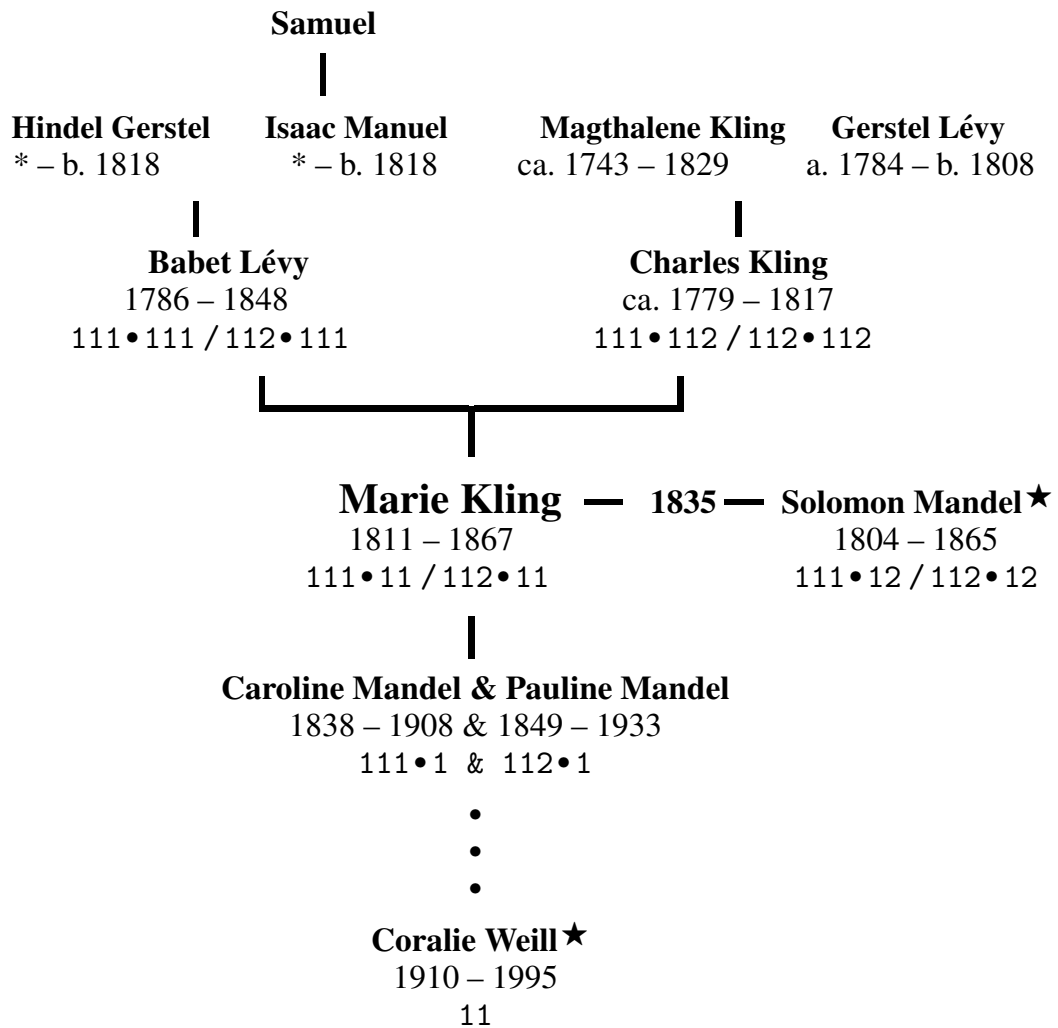 Samuel
Hindel Gerstel Isaac Manuel Magthalene Kling Gerstel Lévy
* – b. 1818 * – b. 1818 ca. 1743 – 1829 a. 1784 – b. 1808
Babet Lévy Charles Kling
1786 – 1848 ca. 1779 – 1817
111•111 / 112•111 111•112 / 112•112
Marie Kling — 1835 — Solomon Mandel★
1811 – 1867 1804 – 1865
111•11 / 112•11 111•12 / 112•12
Caroline Mandel & Pauline Mandel
1838 – 1908 & 1849 – 1933
111•1 & 112•1
•
•
•
Coralie Weill★
1910 – 1995
11